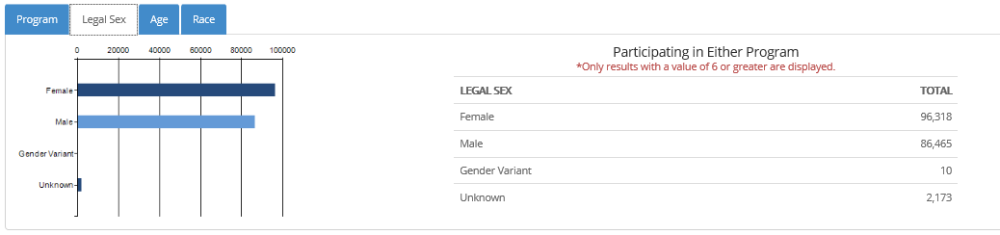 Program Legal Sex Age Race
0 20000 40000 60000 80000 100000
Female
Male
Gender Variant
Unknown
Participating in Either Program
*Only results with a value of 6 or greater are displayed.
LEGAL SEX TOTAL
Female 96,318
Male 86,465
Gender Variant 10
Unknown 2,173